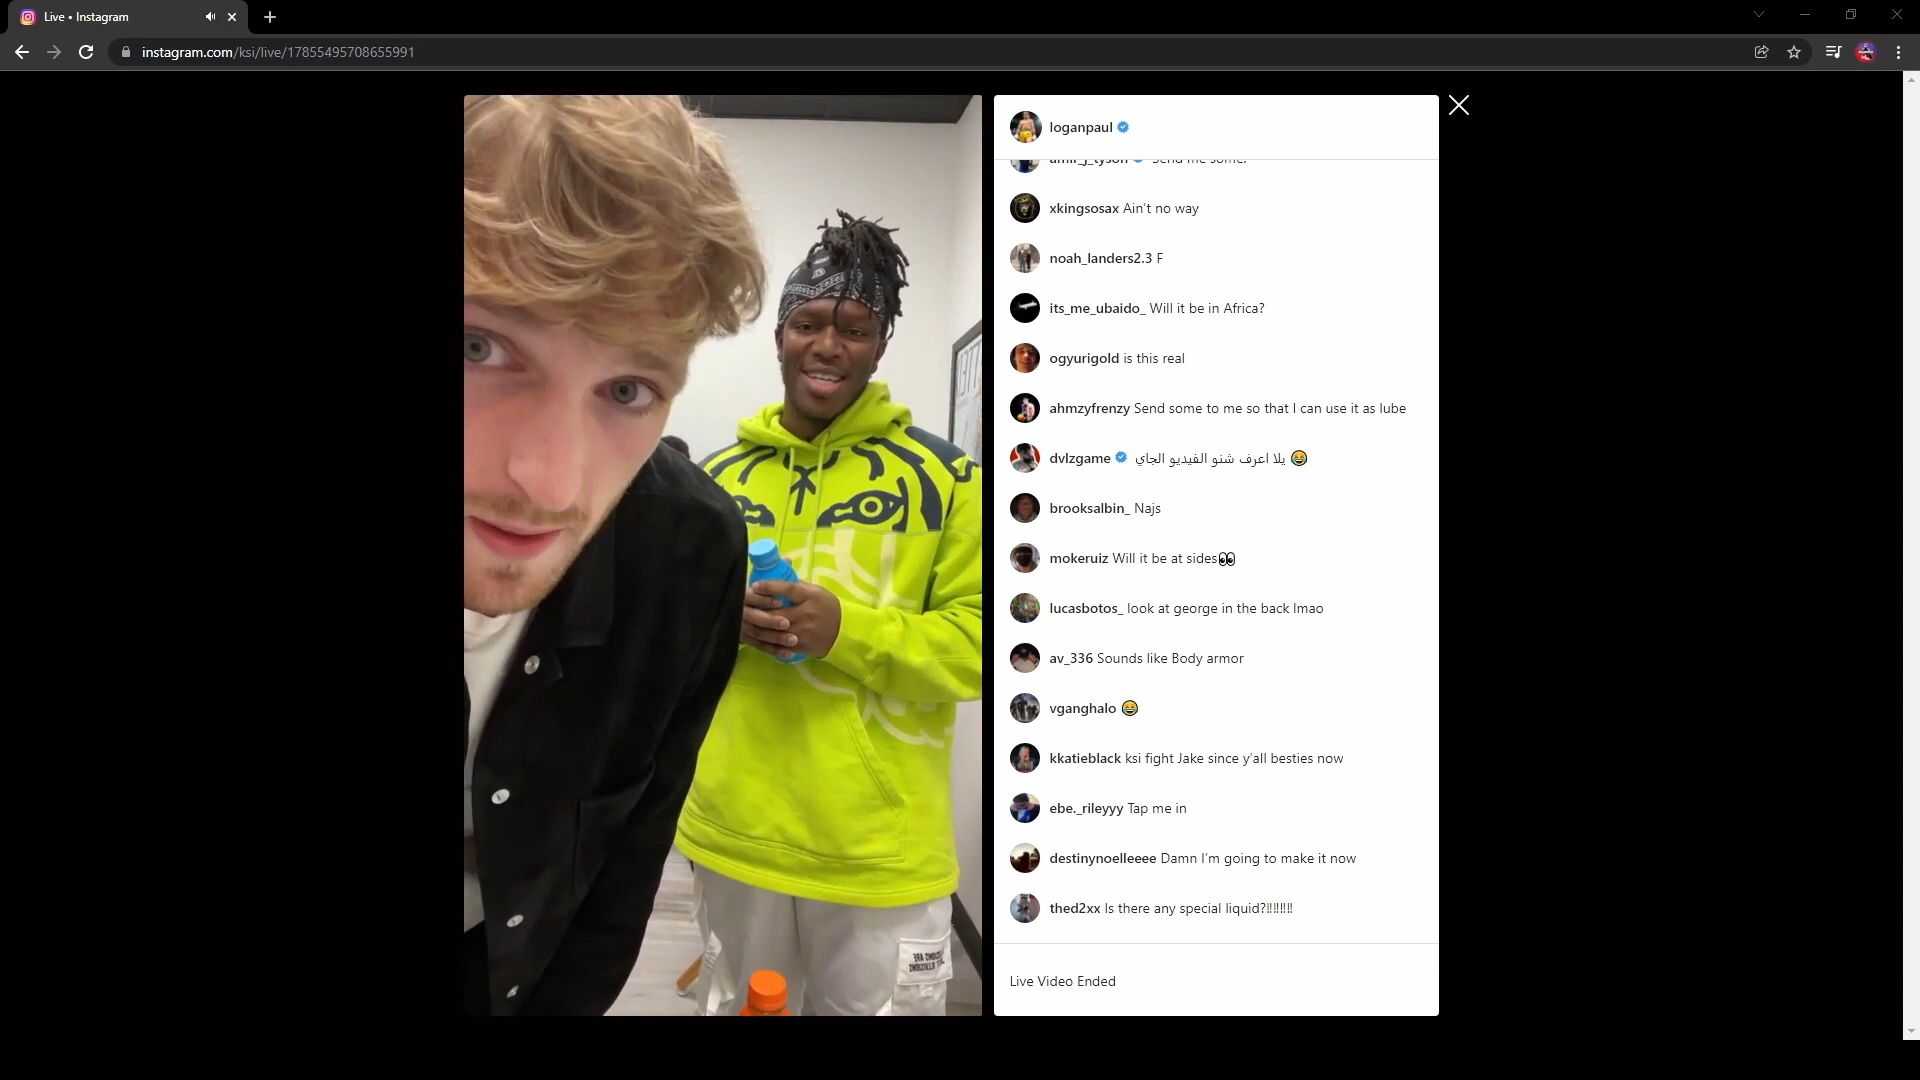 Live • Instagram
instagram.com/ksi/live/17855495708655991
loganpaul
amir_j_tyson Send me some.
xkingsosax Ain't no way
noah_landers2.3 F
its_me_ubaido_ Will it be in Africa?
ogyurigold is this real
ahmzyfrenzy Send some to me so that I can use it as lube
dvlzgame يلا اعرف شنو الفيديو الجاي 😂
brooksalbin_ Najs
mokeruiz Will it be at sides👀
lucasbotos_ look at george in the back lmao
av_336 Sounds like Body armor
vganghalo 😂
kkatieblack ksi fight Jake since y'all besties now
ebe._rileyyy Tap me in
destinynoelleeee Damn I'm going to make it now
thed2xx Is there any special liquid?!!!!!!!!
Live Video Ended